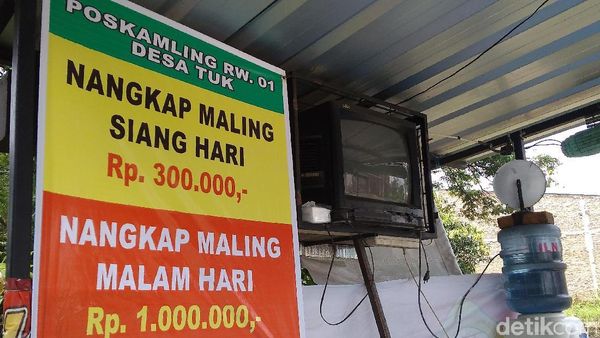 POSKAMLING RW. 01
DESA TUK
NANGKAP MALING
SIANG HARI
Rp. 300.000,-
NANGKAP MALING
MALAM HARI
Rp. 1.000.000,-
detikcom